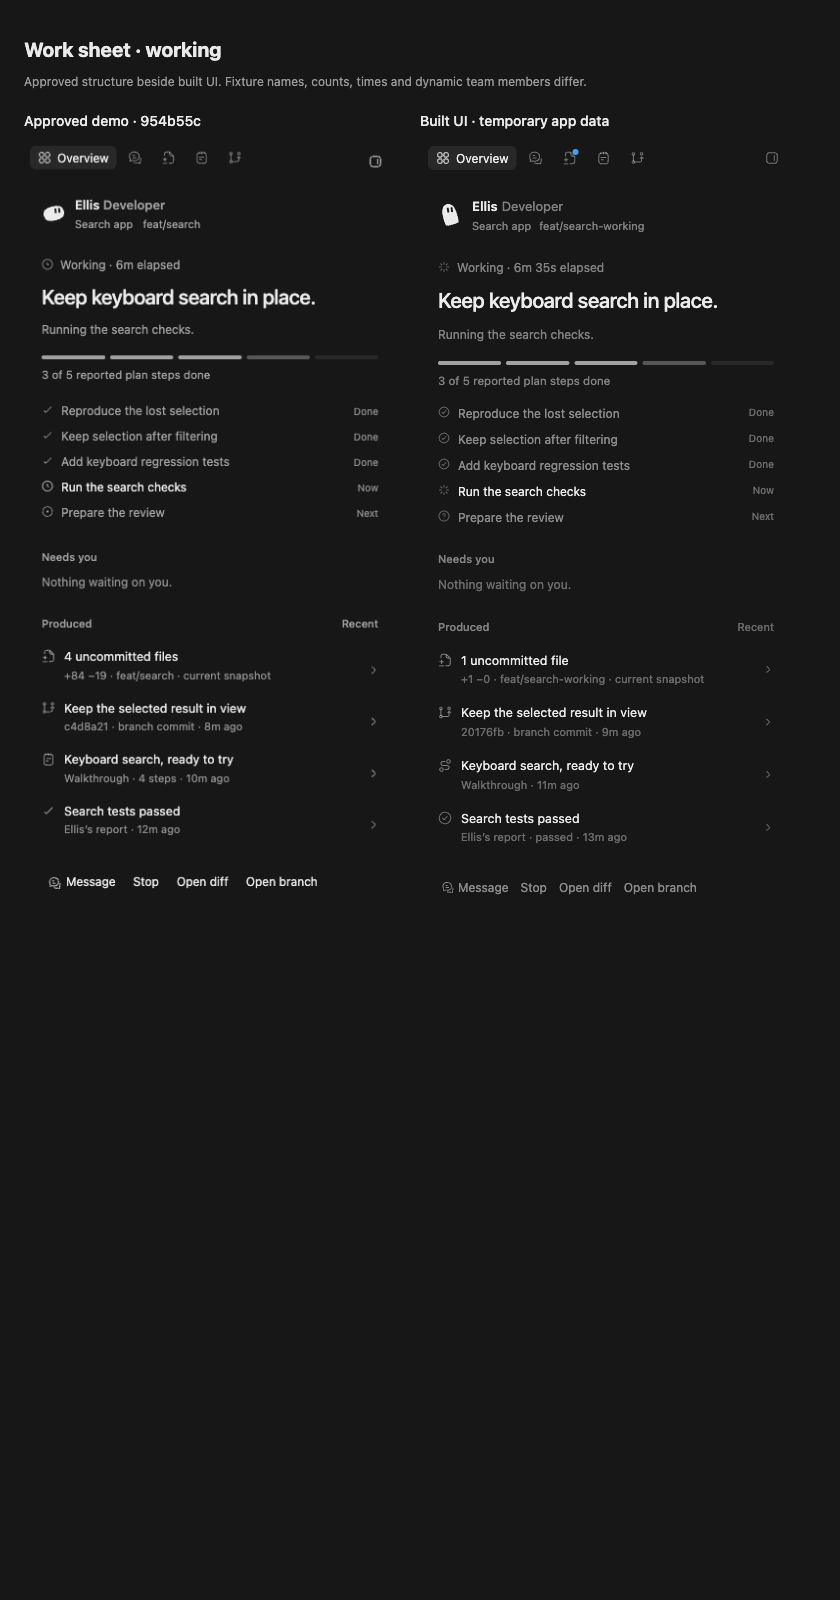 Work sheet · working
Approved structure beside built UI. Fixture names, counts, times and dynamic team members differ.
Approved demo · 954b55c
Overview
Ellis Developer
Search app feat/search
Working · 6m elapsed
Keep keyboard search in place.
Running the search checks.
3 of 5 reported plan steps done
Reproduce the lost selection Done
Keep selection after filtering Done
Add keyboard regression tests Done
Run the search checks Now
Prepare the review Next
Needs you
Nothing waiting on you.
Produced Recent
4 uncommitted files
+84 −19 · feat/search · current snapshot
Keep the selected result in view
c4d8a21 · branch commit · 8m ago
Keyboard search, ready to try
Walkthrough · 4 steps · 10m ago
Search tests passed
Ellis's report · 12m ago
Message Stop Open diff Open branch
Built UI · temporary app data
Overview
Ellis Developer
Search app feat/search-working
Working · 6m 35s elapsed
Keep keyboard search in place.
Running the search checks.
3 of 5 reported plan steps done
Reproduce the lost selection Done
Keep selection after filtering Done
Add keyboard regression tests Done
Run the search checks Now
Prepare the review Next
Needs you
Nothing waiting on you.
Produced Recent
1 uncommitted file
+1 −0 · feat/search-working · current snapshot
Keep the selected result in view
20176fb · branch commit · 9m ago
Keyboard search, ready to try
Walkthrough · 11m ago
Search tests passed
Ellis's report · passed · 13m ago
Message Stop Open diff Open branch